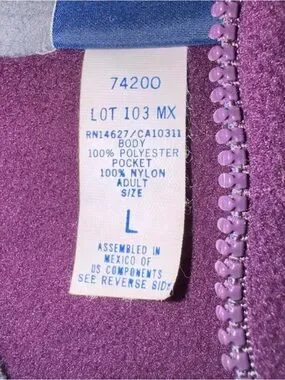 74200
LOT 103 MX
RN14627/CA10311
BODY
100% POLYESTER
POCKET
100% NYLON
ADULT
SIZE
L
ASSEMBLED IN
MEXICO OF
US COMPONENTS
SEE REVERSE SIDE